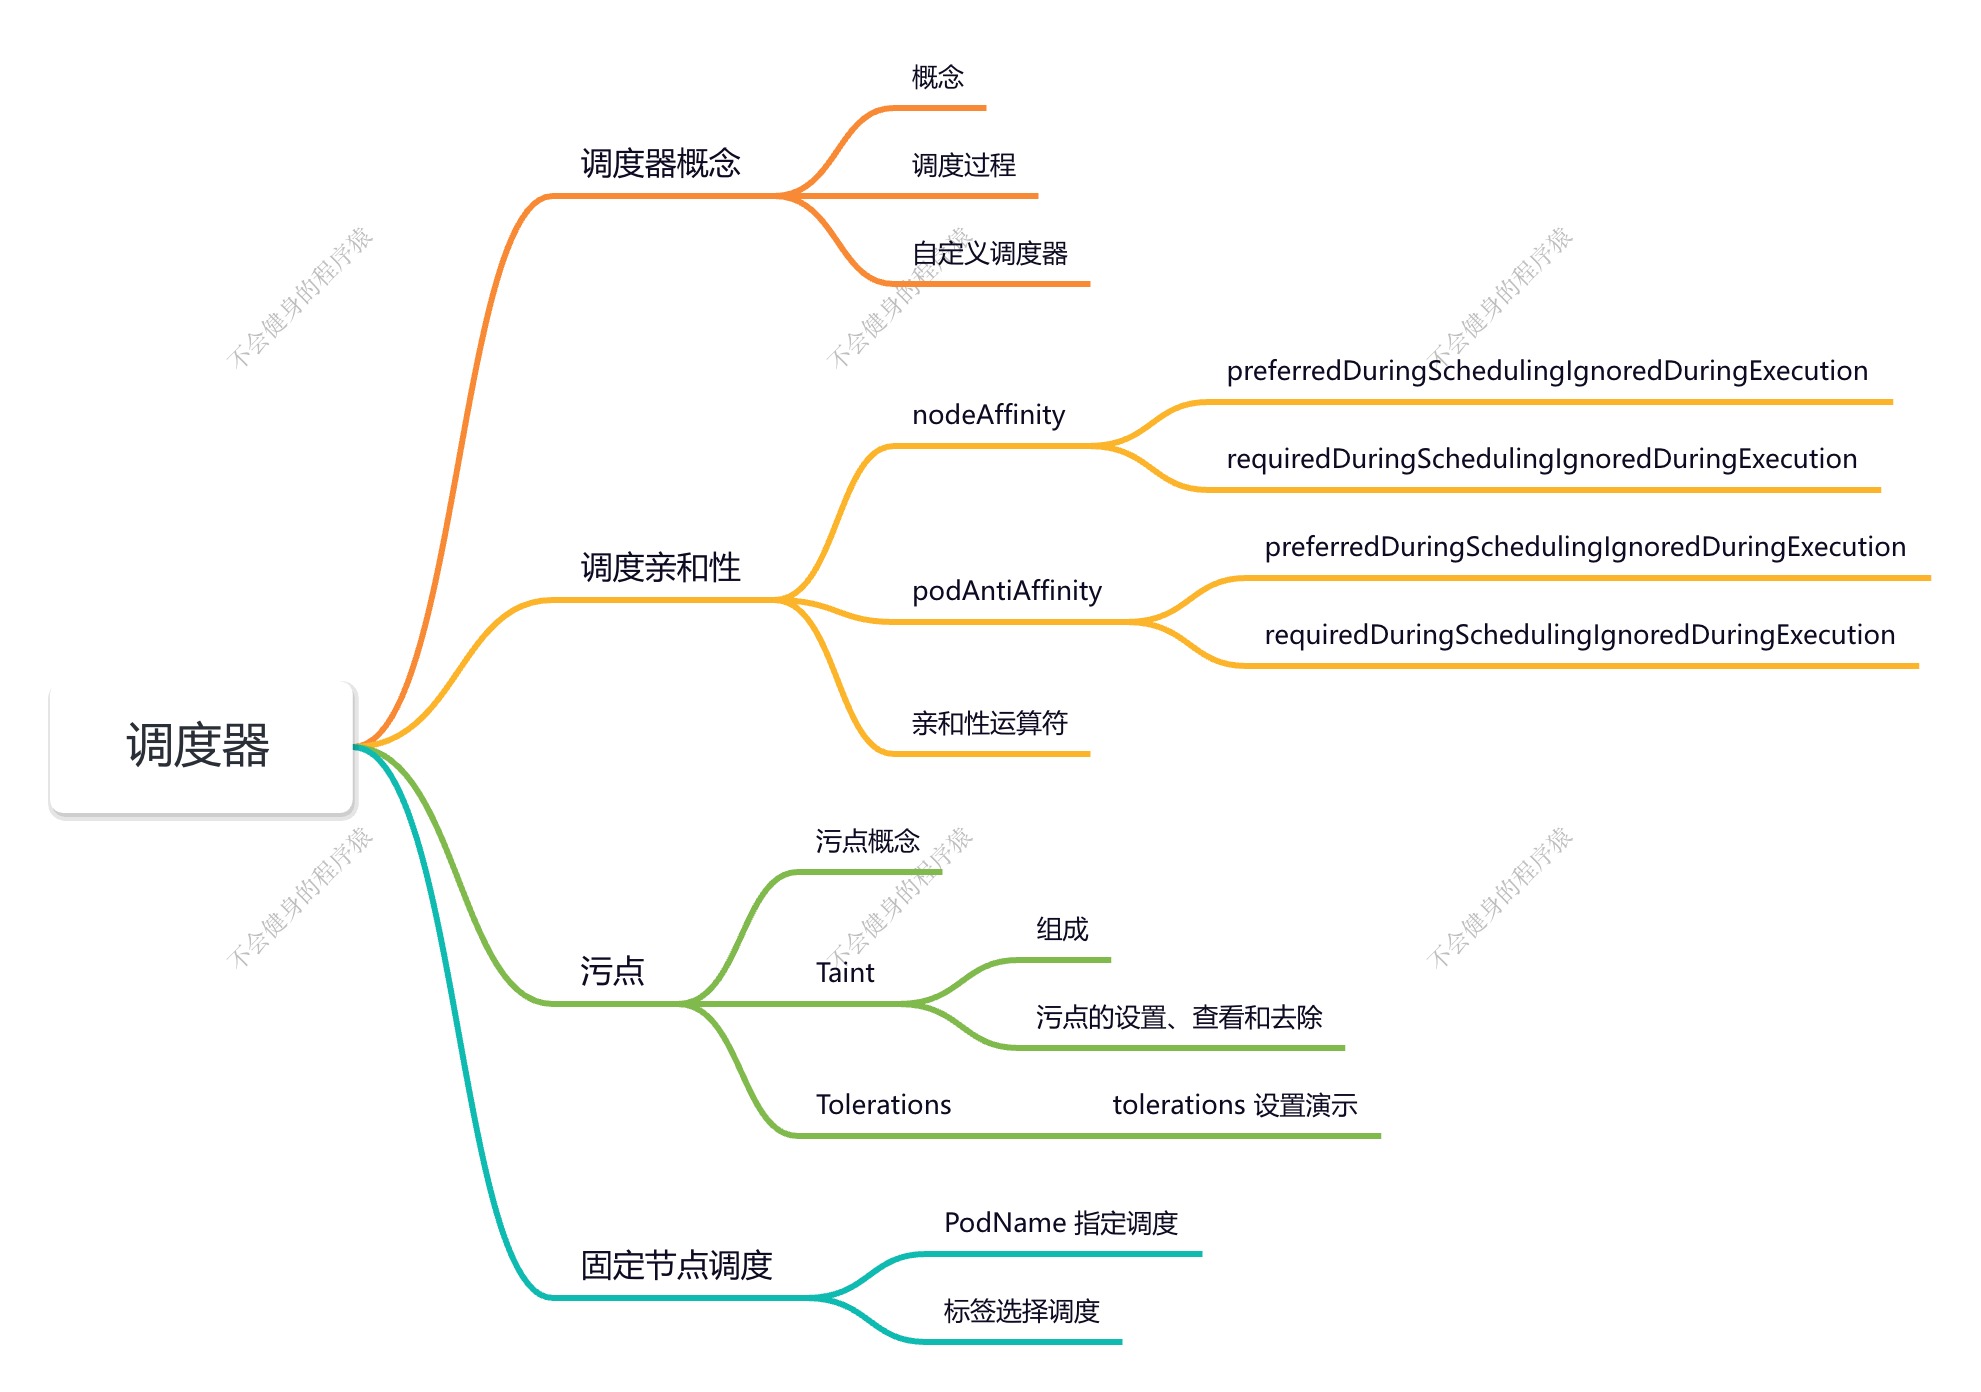 调度器
调度器概念
概念
调度过程
自定义调度器
调度亲和性
nodeAffinity
preferredDuringSchedulingIgnoredDuringExecution
requiredDuringSchedulingIgnoredDuringExecution
podAntiAffinity
preferredDuringSchedulingIgnoredDuringExecution
requiredDuringSchedulingIgnoredDuringExecution
亲和性运算符
污点
污点概念
Taint
组成
污点的设置、查看和去除
Tolerations
tolerations 设置演示
固定节点调度
PodName 指定调度
标签选择调度
不会健身的程序猿
不会健身的程序猿
不会健身的程序猿
不会健身的程序猿
不会健身的程序猿
不会健身的程序猿